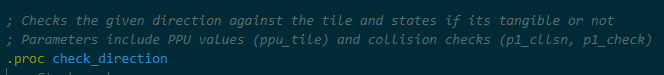 ; Checks the given direction against the tile and states if its tangible or not
; Parameters include PPU values (ppu_tile) and collision checks (p1_cllsn, p1_check)
.proc check_direction